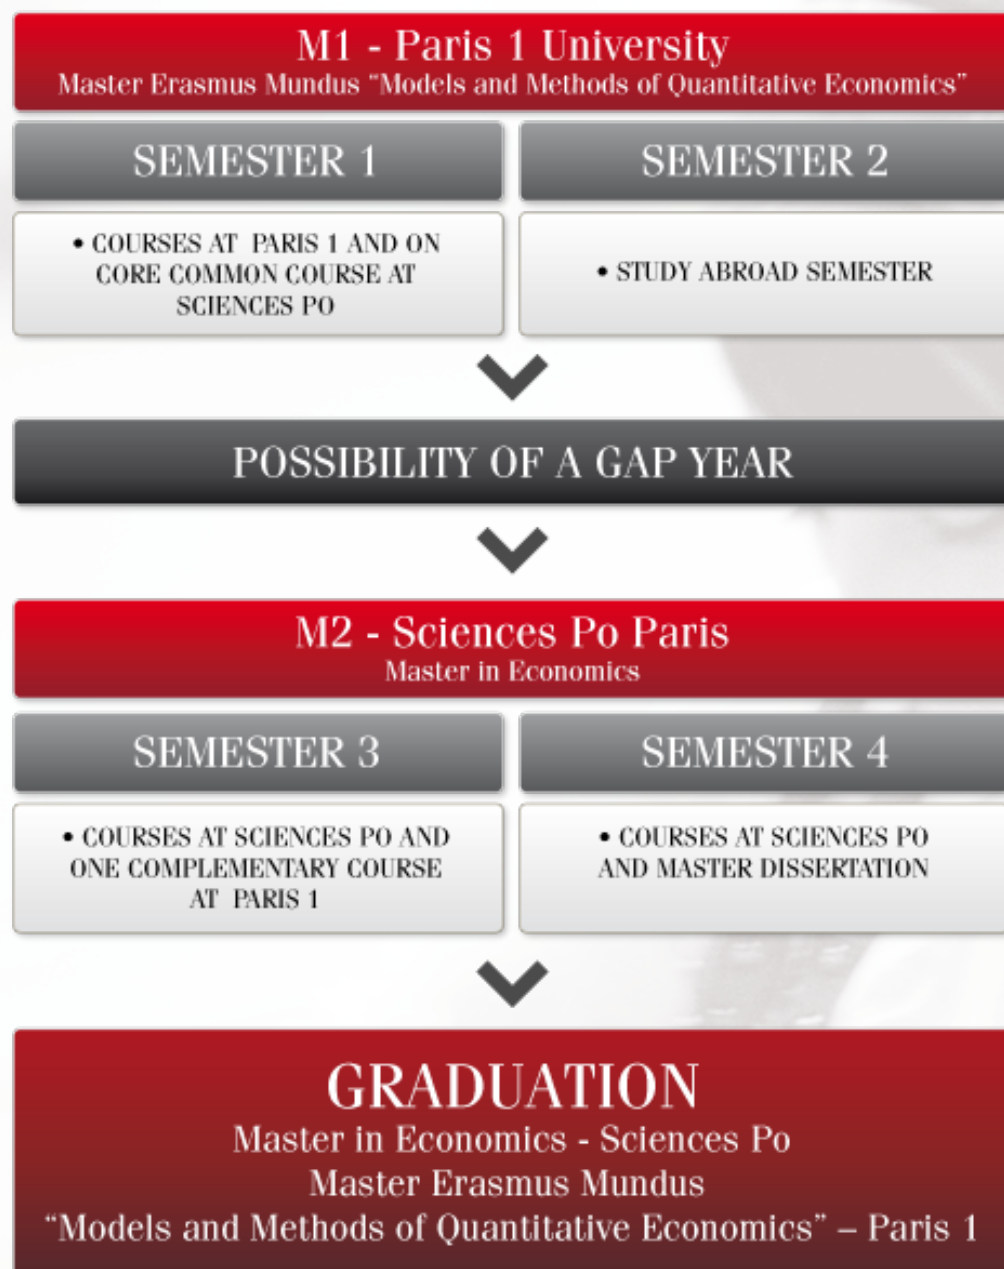 M1 - Paris 1 University
Master Erasmus Mundus “Models and Methods of Quantitative Economics”
SEMESTER 1
SEMESTER 2
• COURSES AT PARIS 1 AND ON
CORE COMMON COURSE AT
SCIENCES PO
• STUDY ABROAD SEMESTER
POSSIBILITY OF A GAP YEAR
M2 - Sciences Po Paris
Master in Economics
SEMESTER 3
SEMESTER 4
• COURSES AT SCIENCES PO AND
ONE COMPLEMENTARY COURSE
AT PARIS 1
• COURSES AT SCIENCES PO
AND MASTER DISSERTATION
GRADUATION
Master in Economics - Sciences Po
Master Erasmus Mundus
“Models and Methods of Quantitative Economics” – Paris 1